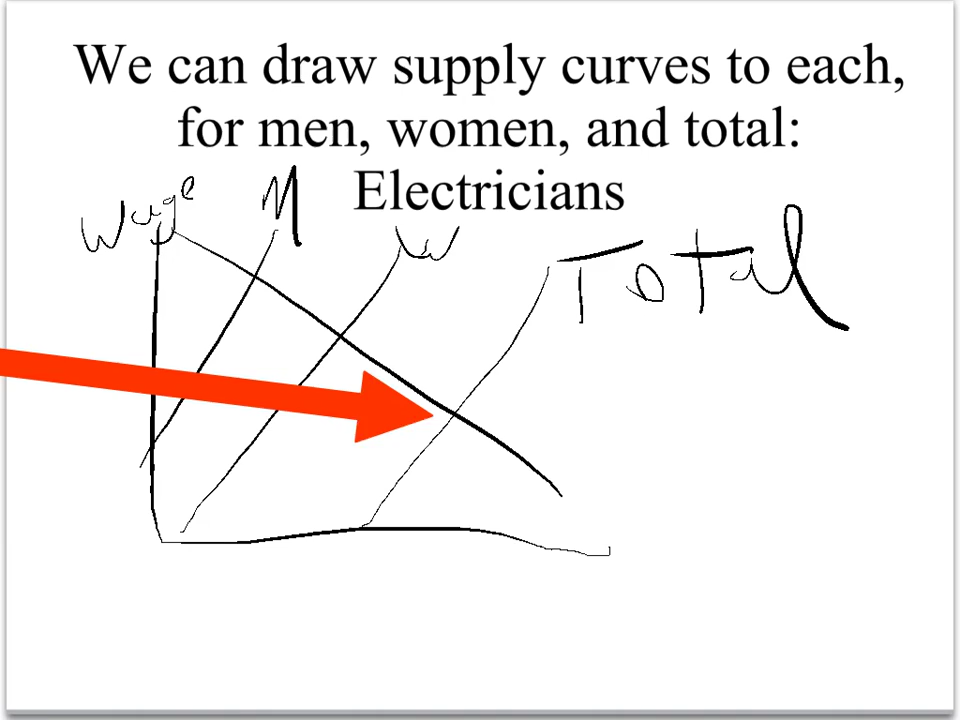 We can draw supply curves to each,
for men, women, and total:
Electricians
Wage M W Total